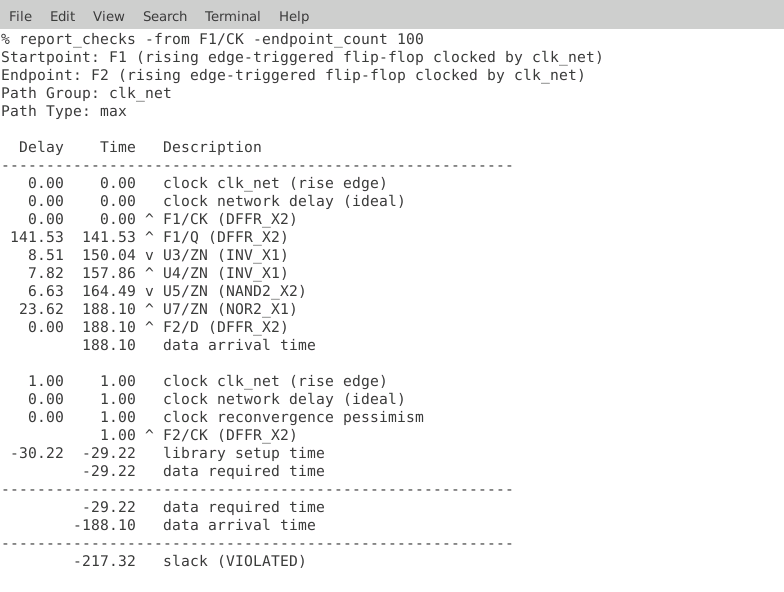 File Edit View Search Terminal Help
% report_checks -from F1/CK -endpoint_count 100
Startpoint: F1 (rising edge-triggered flip-flop clocked by clk_net)
Endpoint: F2 (rising edge-triggered flip-flop clocked by clk_net)
Path Group: clk_net
Path Type: max
  Delay    Time   Description
---------------------------------------------------------
   0.00    0.00   clock clk_net (rise edge)
   0.00    0.00   clock network delay (ideal)
   0.00    0.00 ^ F1/CK (DFFR_X2)
 141.53  141.53 ^ F1/Q (DFFR_X2)
   8.51  150.04 v U3/ZN (INV_X1)
   7.82  157.86 ^ U4/ZN (INV_X1)
   6.63  164.49 v U5/ZN (NAND2_X2)
  23.62  188.10 ^ U7/ZN (NOR2_X1)
   0.00  188.10 ^ F2/D (DFFR_X2)
         188.10   data arrival time
   1.00    1.00   clock clk_net (rise edge)
   0.00    1.00   clock network delay (ideal)
   0.00    1.00   clock reconvergence pessimism
           1.00 ^ F2/CK (DFFR_X2)
 -30.22  -29.22   library setup time
         -29.22   data required time
---------------------------------------------------------
         -29.22   data required time
        -188.10   data arrival time
---------------------------------------------------------
        -217.32   slack (VIOLATED)